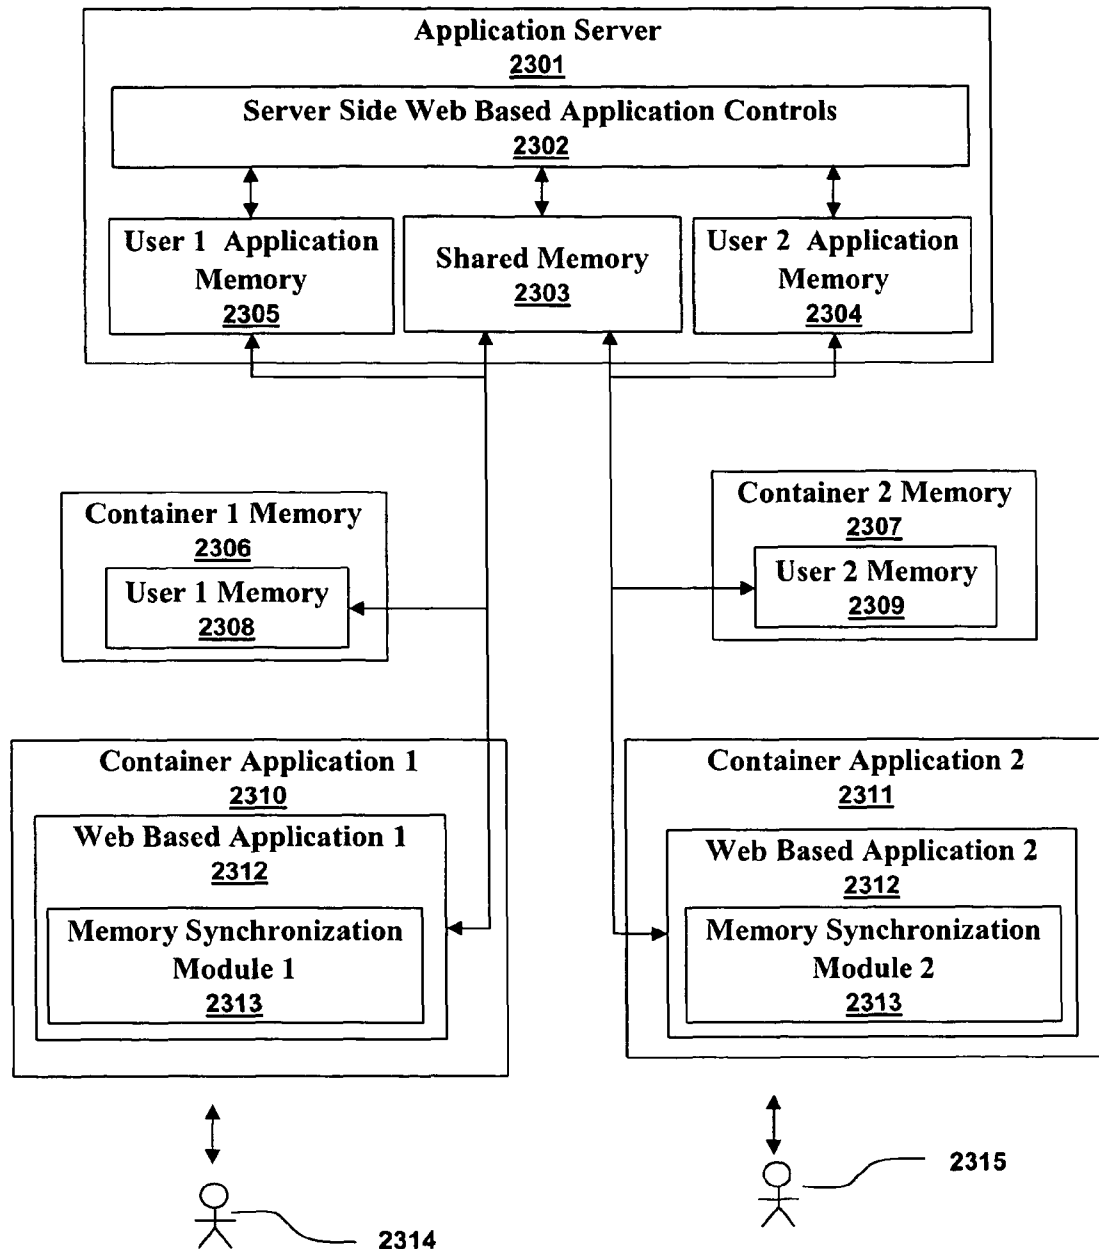 Application Server
2301
Server Side Web Based Application Controls
2302
User 1 Application
Memory
2305
Shared Memory
2303
User 2 Application
Memory
2304
Container 1 Memory
2306
User 1 Memory
2308
Container 2 Memory
2307
User 2 Memory
2309
Container Application 1
2310
Web Based Application 1
2312
Memory Synchronization
Module 1
2313
Container Application 2
2311
Web Based Application 2
2312
Memory Synchronization
Module 2
2313
2314
2315